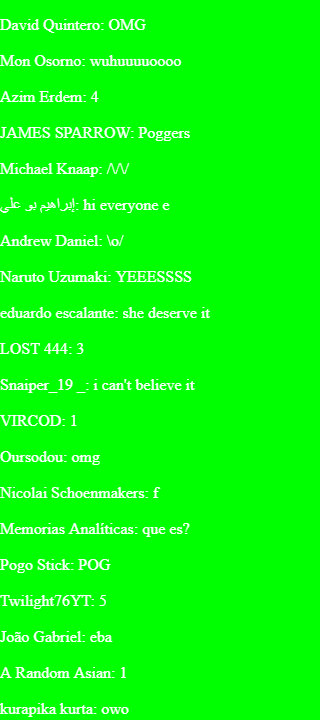 David Quintero: OMG
Mon Osorno: wuhuuuuoooo
Azim Erdem: 4
JAMES SPARROW: Poggers
Michael Knaap: /\/\/
إبراهيم بو علي: hi everyone e
Andrew Daniel: \o/
Naruto Uzumaki: YEEESSSS
eduardo escalante: she deserve it
LOST 444: 3
Snaiper_19 _: i can't believe it
VIRCOD: 1
Oursodou: omg
Nicolai Schoenmakers: f
Memorias Analíticas: que es?
Pogo Stick: POG
Twilight76YT: 5
João Gabriel: eba
A Random Asian: 1
kurapika kurta: owo